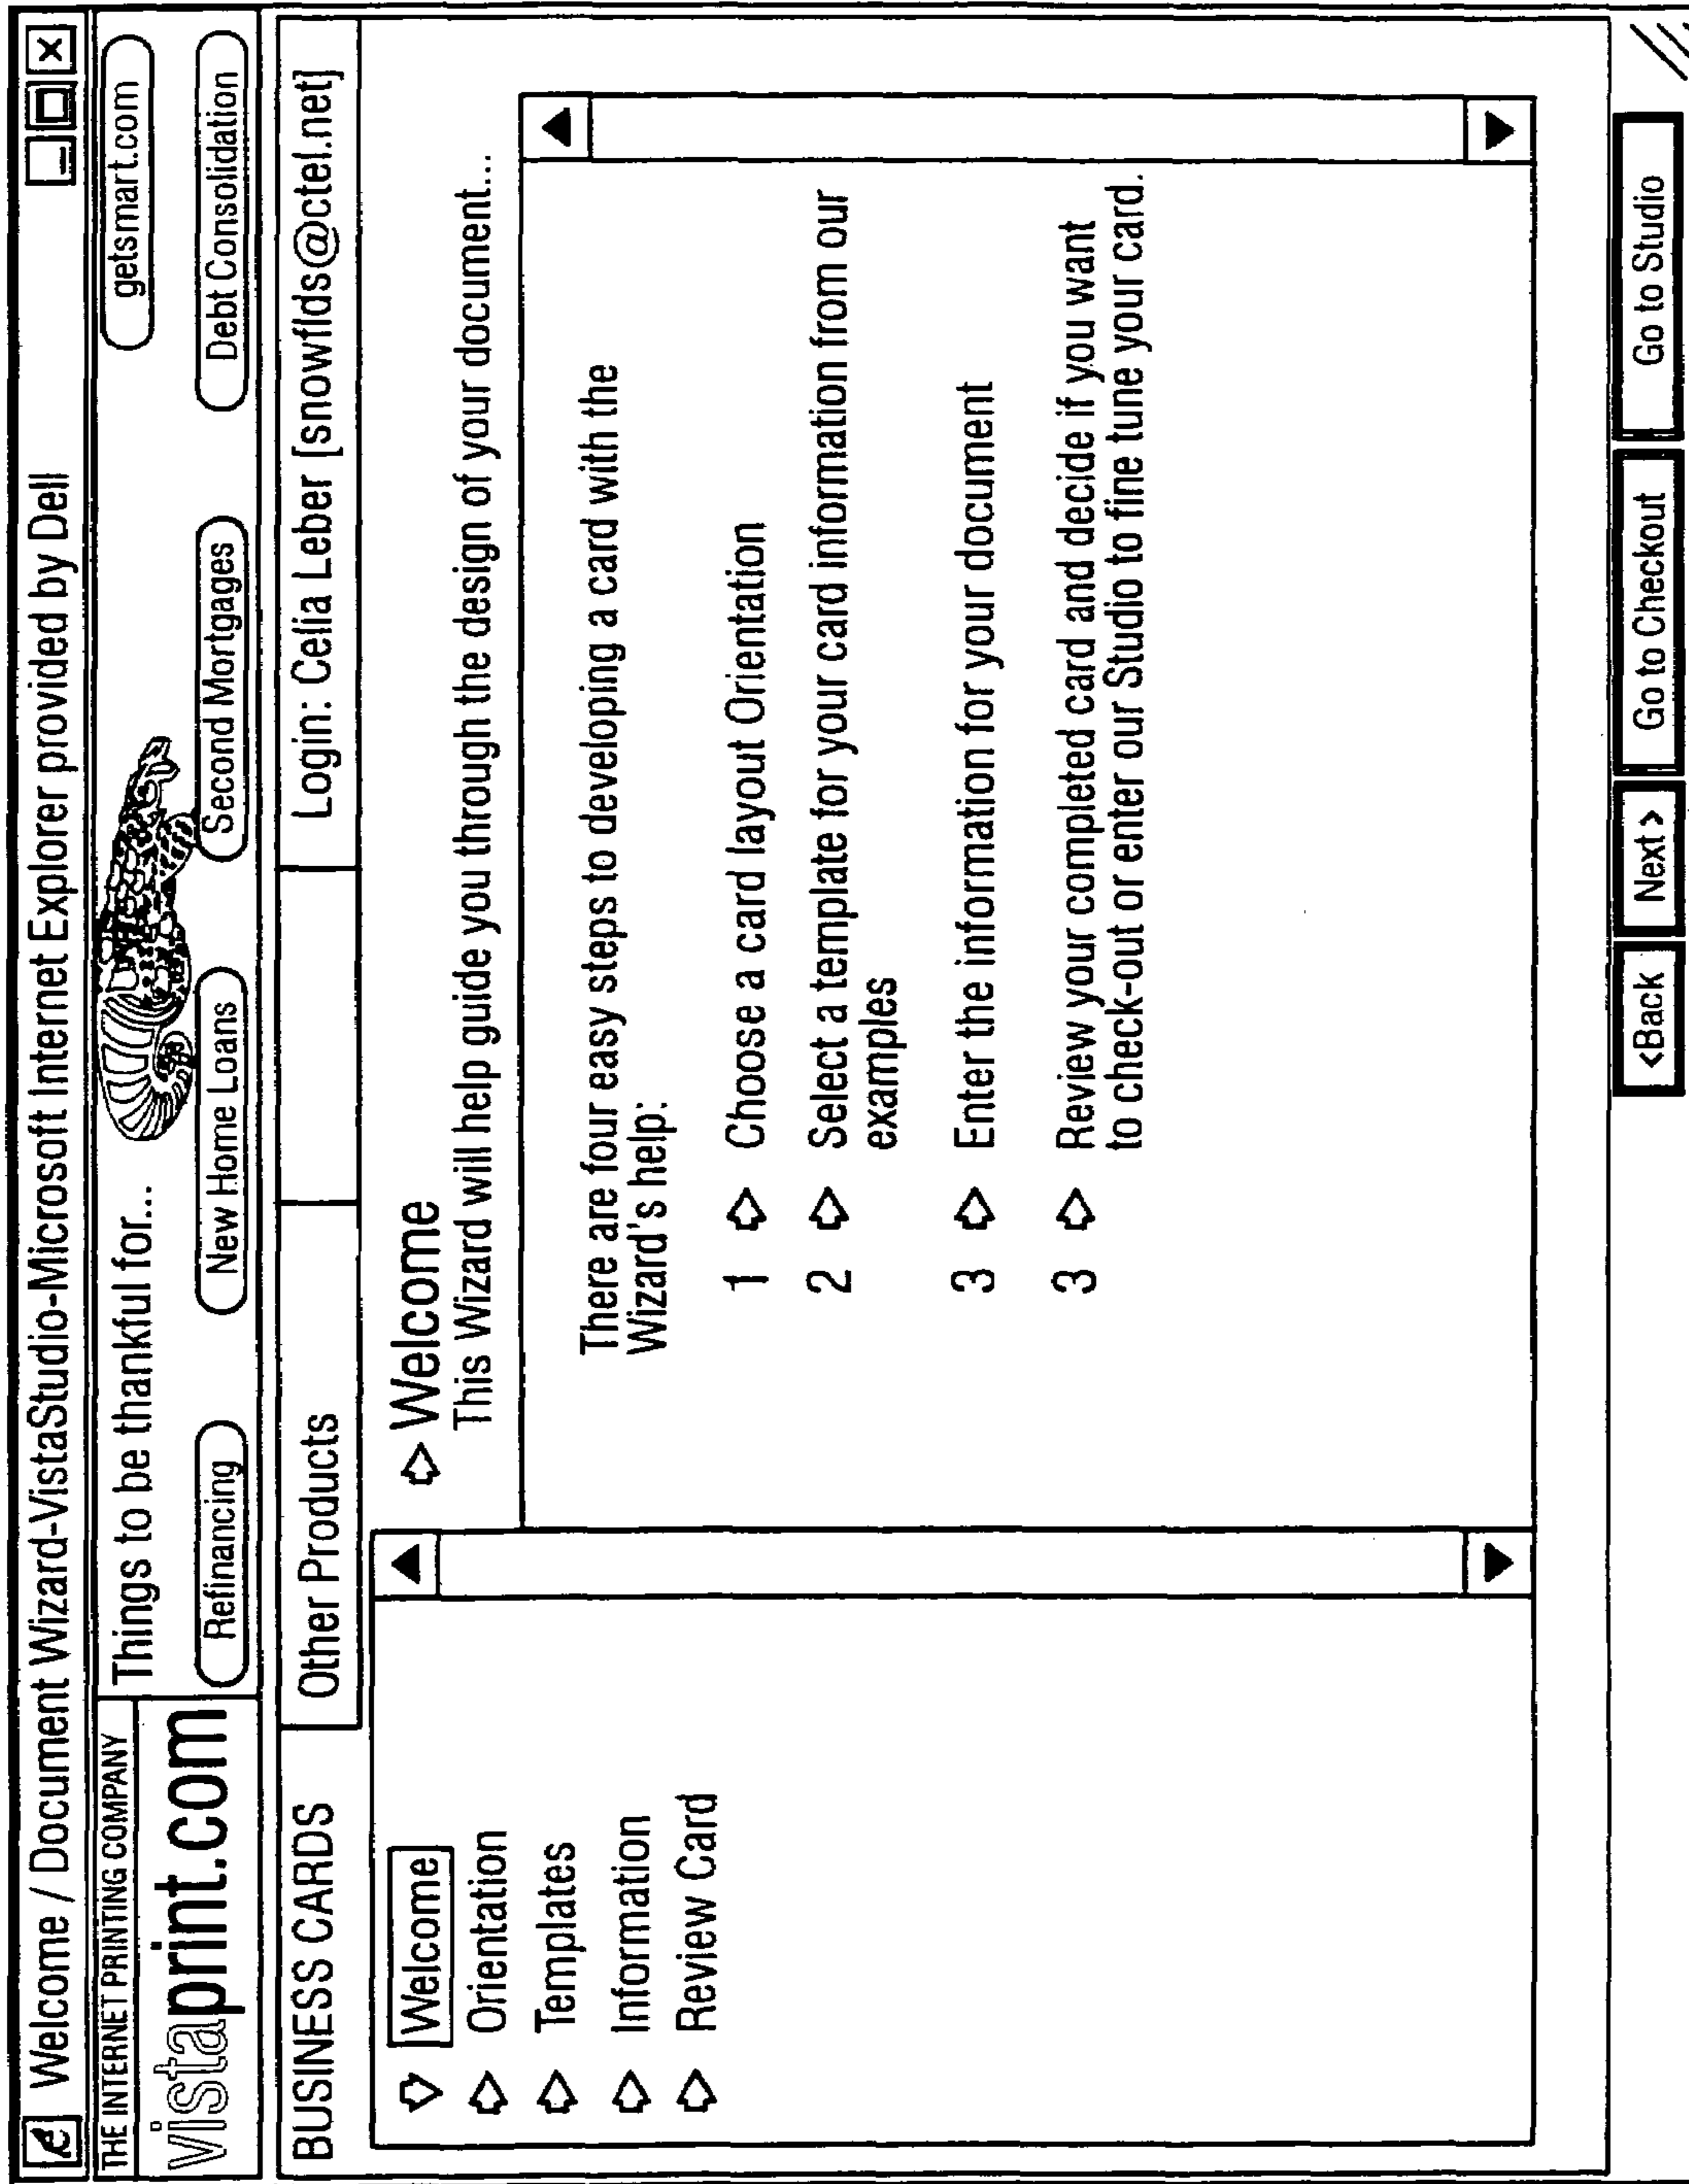 Welcome / Document Wizard-VistaStudio-Microsoft Internet Explorer provided by Dell
THE INTERNET PRINTING COMPANY
vistaprint.com
Things to be thankful for...
getsmart.com
Refinancing
New Home Loans
Second Mortgages
Debt Consolidation
BUSINESS CARDS
Other Products
Login: Celia Leber [snowflds@ctel.net]
Welcome
Orientation
Templates
Information
Review Card
Welcome
This Wizard will help guide you through the design of your document...
There are four easy steps to developing a card with the
Wizard's help:
1 Choose a card layout Orientation
2 Select a template for your card information from our
examples
3 Enter the information for your document
3 Review your completed card and decide if you want
to check-out or enter our Studio to fine tune your card.
<Back
Next>
Go to Checkout
Go to Studio